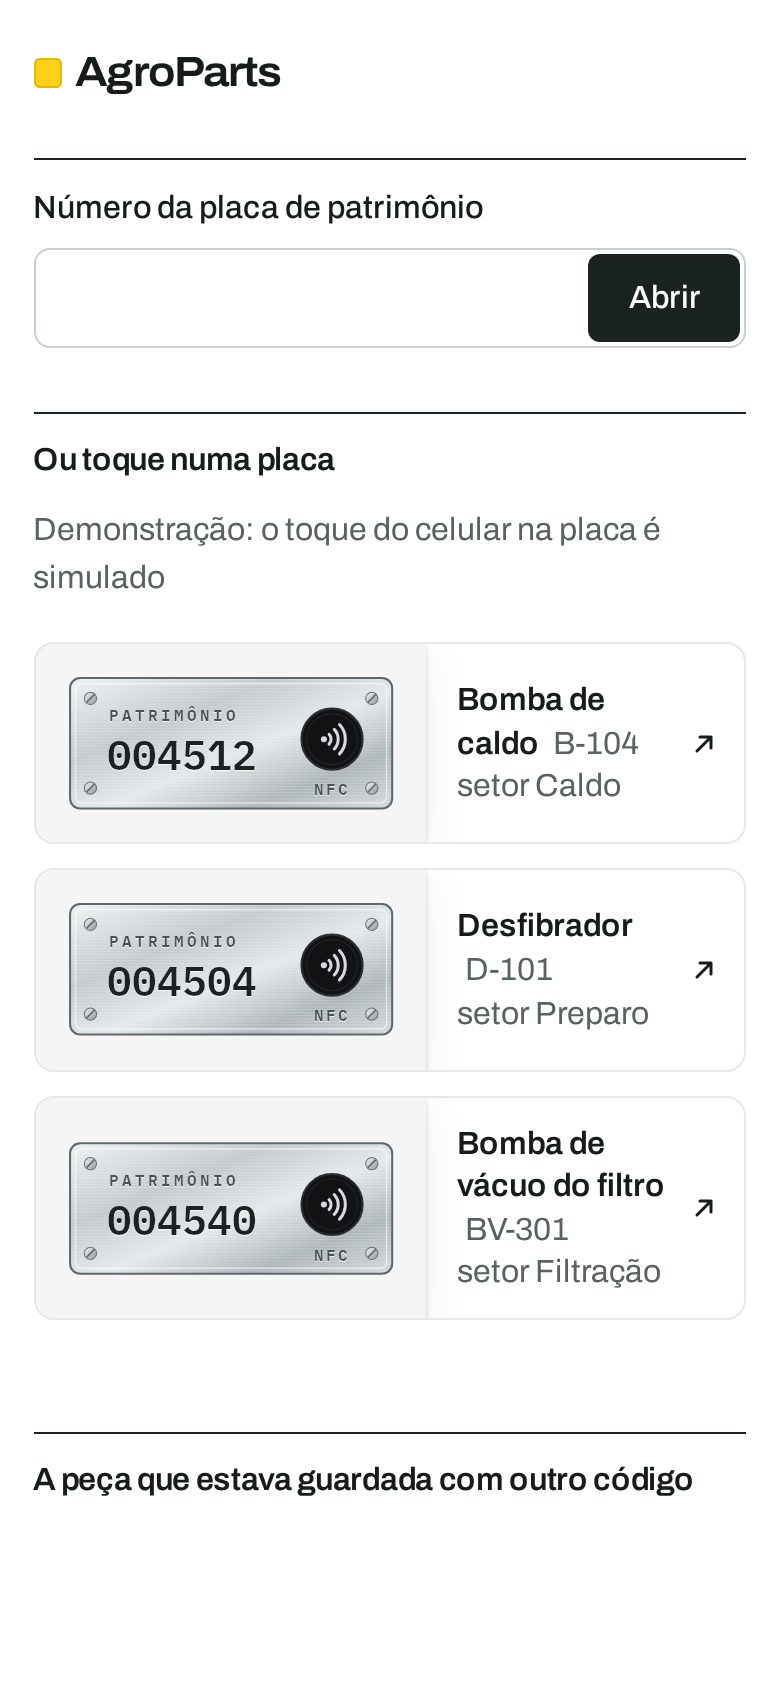 AgroParts
Número da placa de patrimônio
Abrir
Ou toque numa placa
Demonstração: o toque do celular na placa é
simulado
PATRIMÔNIO
004512
NFC
Bomba de
caldo B-104
setor Caldo
PATRIMÔNIO
004504
NFC
Desfibrador
D-101
setor Preparo
PATRIMÔNIO
004540
NFC
Bomba de
vácuo do filtro
BV-301
setor Filtração
A peça que estava guardada com outro código